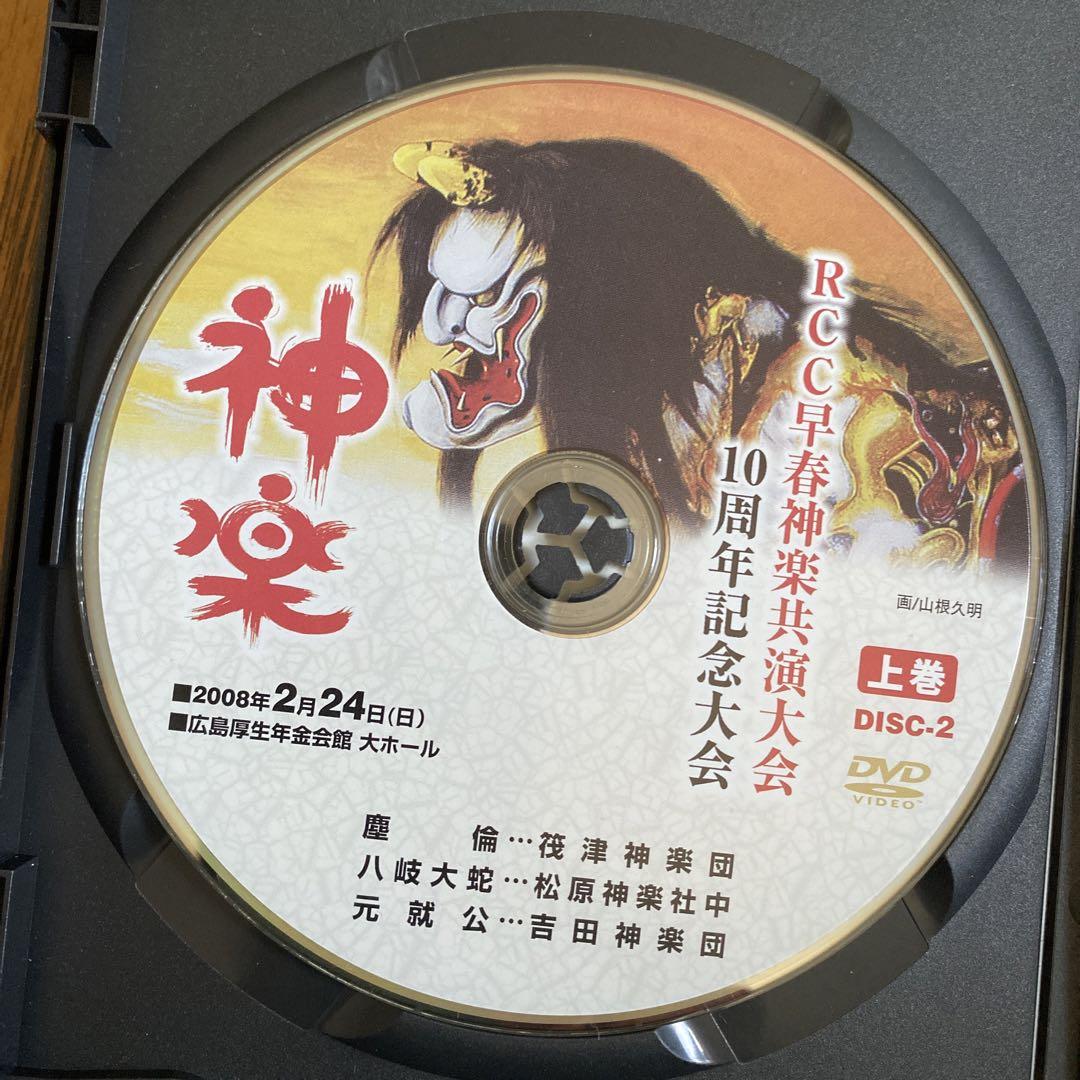 神楽
RCC早春神楽共演大会
10周年記念大会
画/山根久明
上巻
DISC-2
DVD
VIDEO™
■2008年2月24日(日)
■広島厚生年金会館 大ホール
塵倫…筏津神楽団
八岐大蛇…松原神楽社中
元就公…吉田神楽団